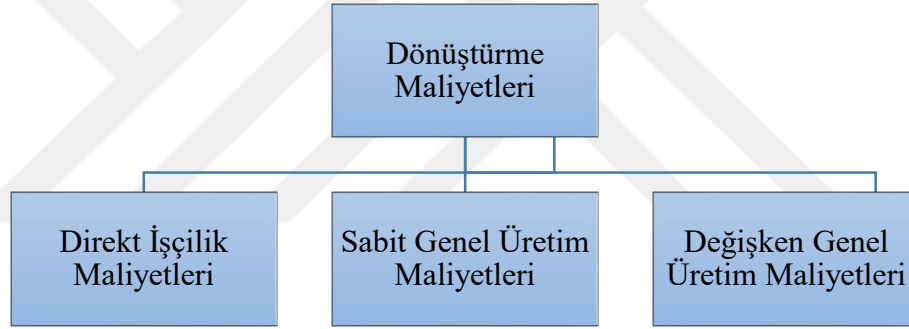 Dönüştürme
Maliyetleri
Direkt İşçilik
Maliyetleri
Sabit Genel Üretim
Maliyetleri
Değişken Genel
Üretim Maliyetleri